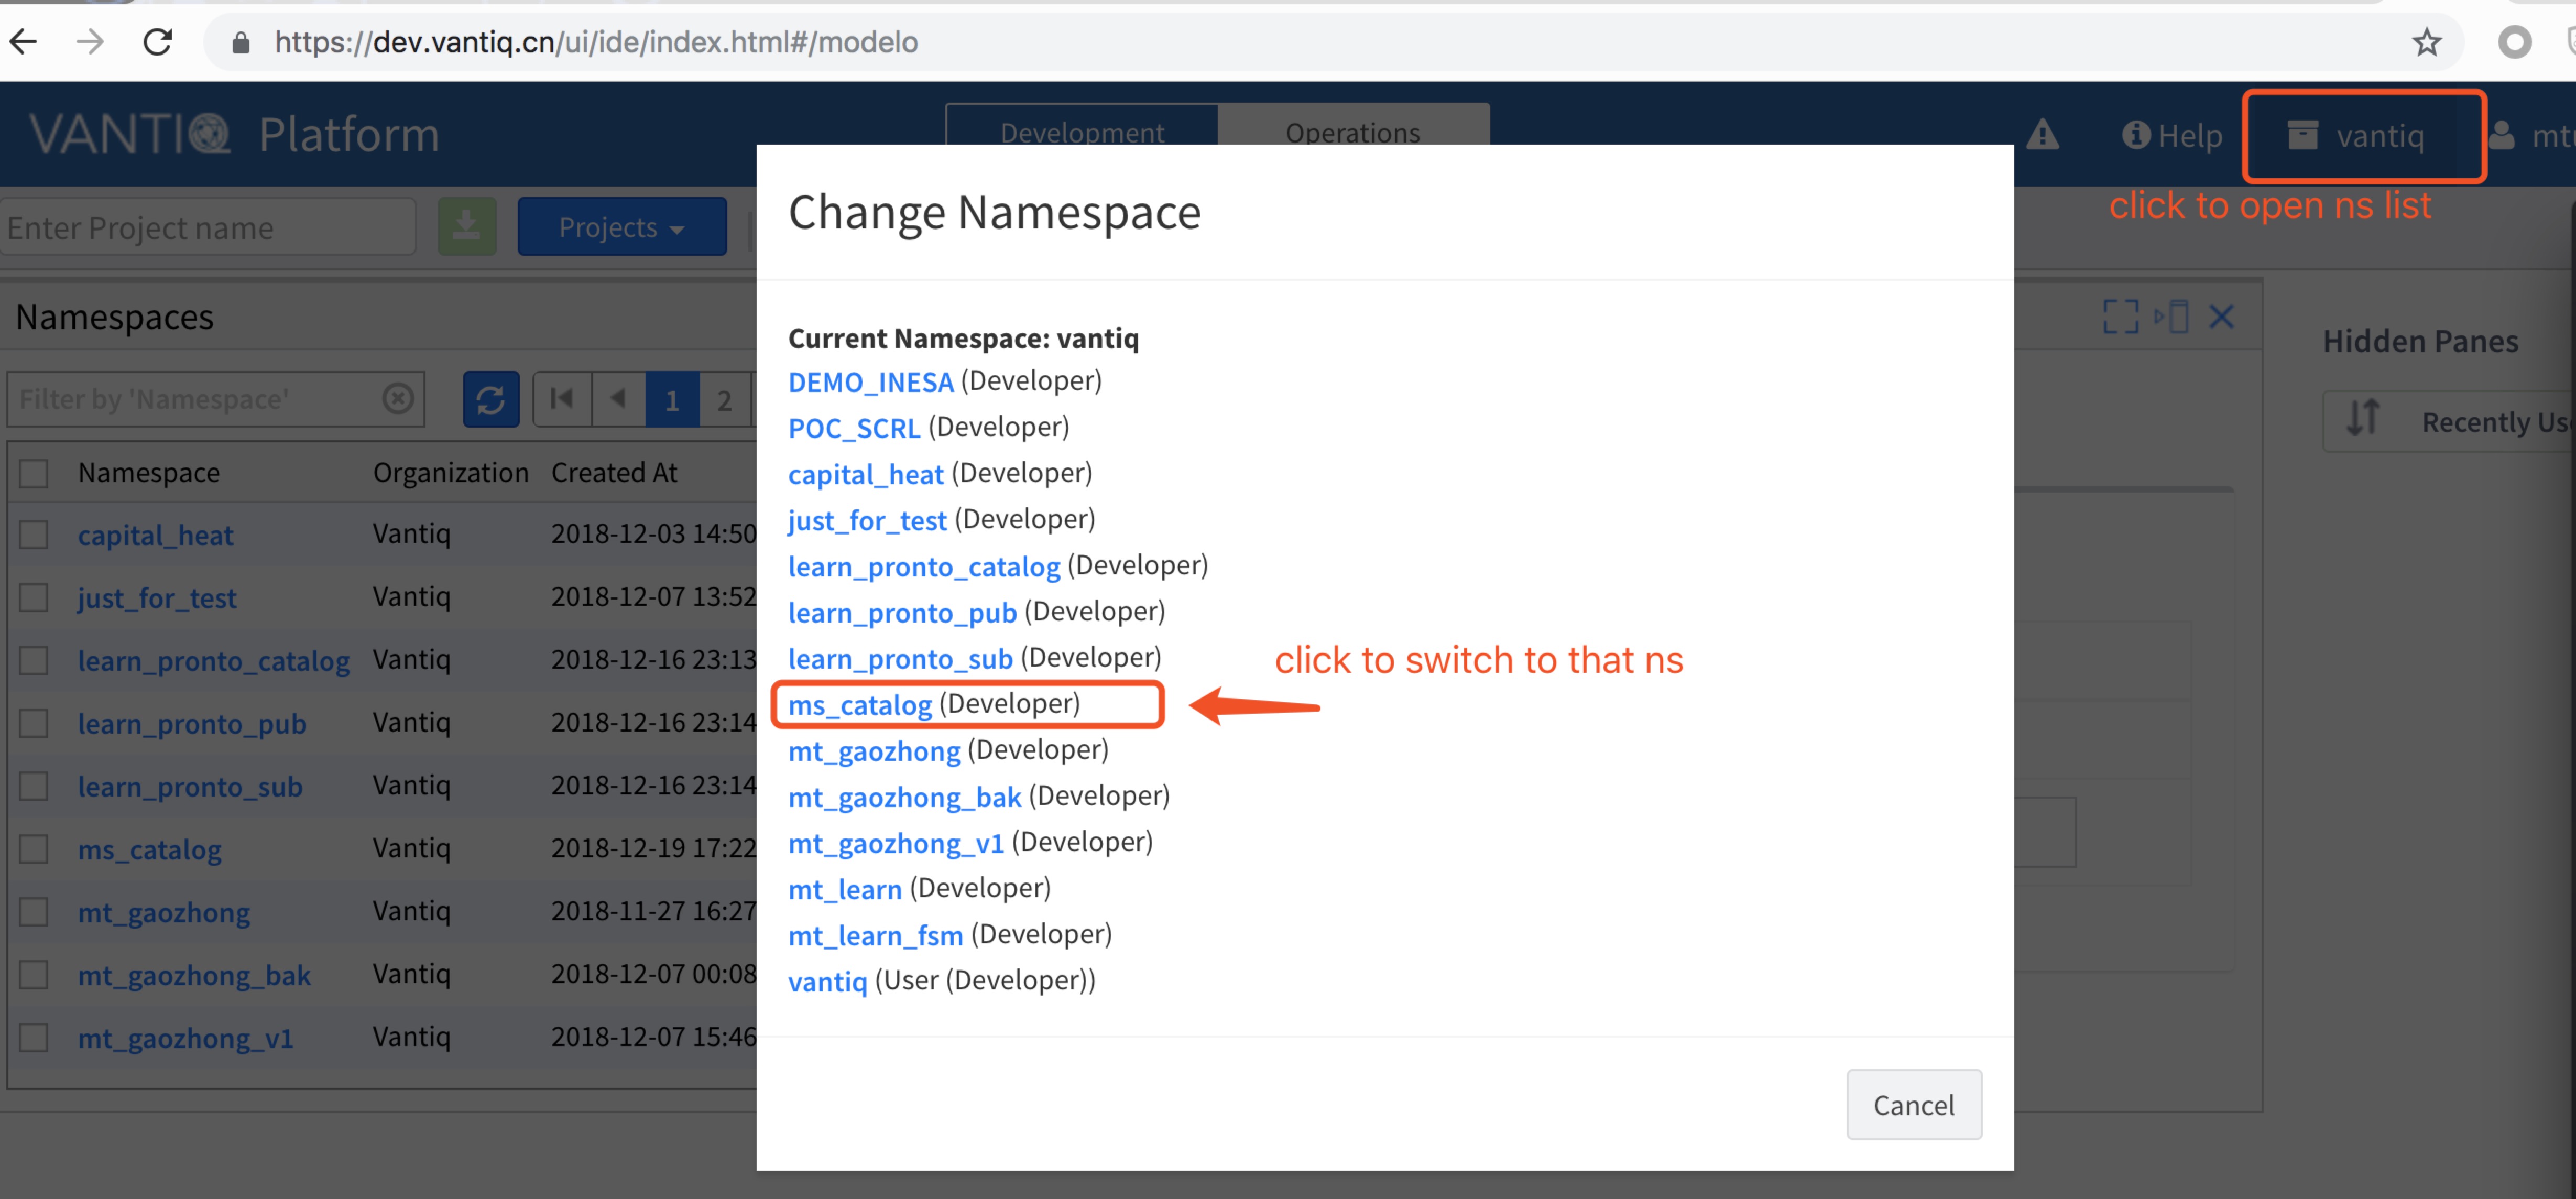 https://dev.vantiq.cn/ui/ide/index.html#/modelo
VANTIQ Platform
Development
Operations
Help
vantiq
click to open ns list
Enter Project name
Projects
Change Namespace
Namespaces
Hidden Panes
Filter by 'Namespace'
1
2
Recently
Namespace Organization Created At
capital_heat Vantiq 2018-12-03 14:50
just_for_test Vantiq 2018-12-07 13:52
learn_pronto_catalog Vantiq 2018-12-16 23:13
learn_pronto_pub Vantiq 2018-12-16 23:14
learn_pronto_sub Vantiq 2018-12-16 23:14
ms_catalog Vantiq 2018-12-19 17:22
mt_gaozhong Vantiq 2018-11-27 16:27
mt_gaozhong_bak Vantiq 2018-12-07 00:08
mt_gaozhong_v1 Vantiq 2018-12-07 15:46
Current Namespace: vantiq
DEMO_INESA (Developer)
POC_SCRL (Developer)
capital_heat (Developer)
just_for_test (Developer)
learn_pronto_catalog (Developer)
learn_pronto_pub (Developer)
learn_pronto_sub (Developer)
click to switch to that ns
ms_catalog (Developer)
mt_gaozhong (Developer)
mt_gaozhong_bak (Developer)
mt_gaozhong_v1 (Developer)
mt_learn (Developer)
mt_learn_fsm (Developer)
vantiq (User (Developer))
Cancel